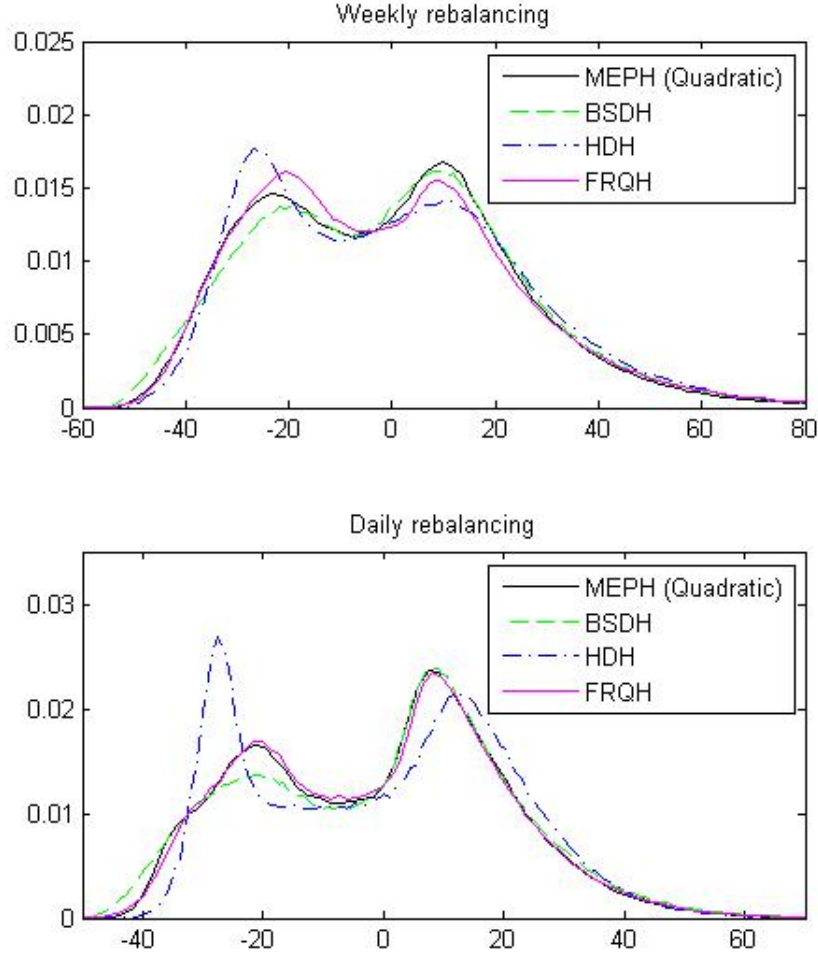 Weekly rebalancing
0.025
0.02
0.015
0.01
0.005
0
-60 -40 -20 0 20 40 60 80
MEPH (Quadratic)
BSDH
HDH
FRQH
Daily rebalancing
0.03
0.02
0.01
0
-40 -20 0 20 40 60
MEPH (Quadratic)
BSDH
HDH
FRQH